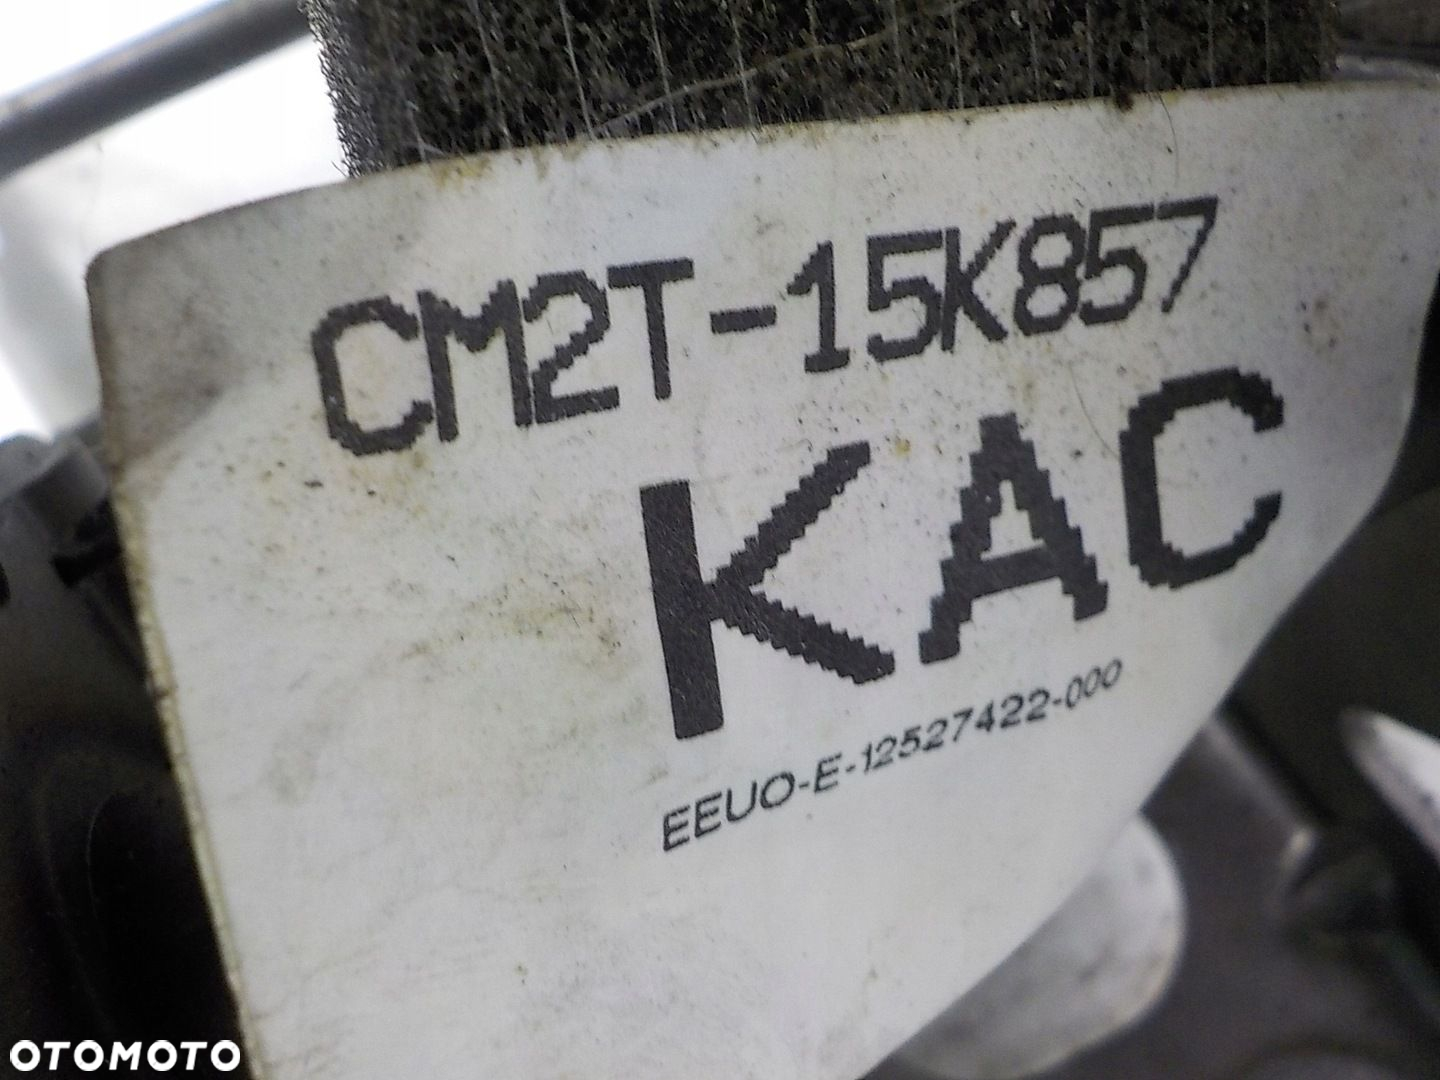 CM2T-15K857
KAC
EEUO-E-12527422-000
OTOMOTO